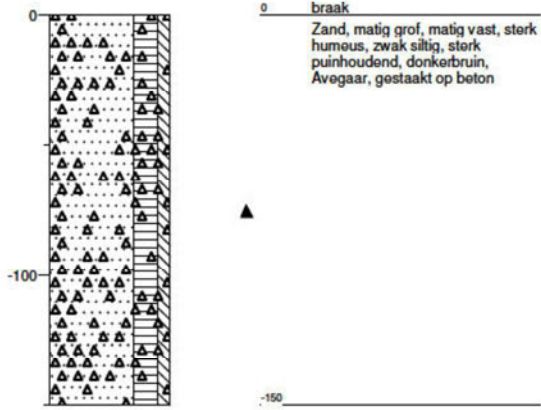 0
0 braak
Zand, matig grof, matig vast, sterk
humeus, zwak siltig, sterk
puinhoudend, donkerbruin,
Avegaar, gestaakt op beton
-100
-150